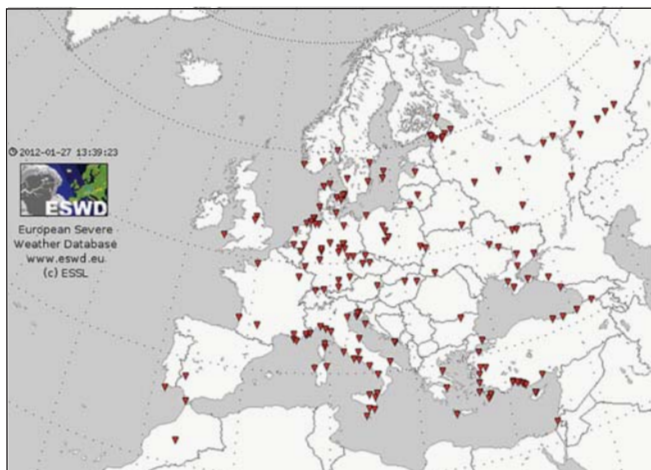 2012-01-27 13:39:23
ESWD
European Severe
Weather Database
www.eswd.eu
(c) ESSL